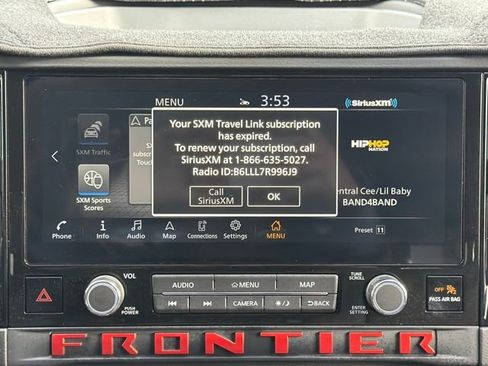 MENU
3:53
SiriusXM
SXM Traffic
SXM Sports
Scores
Your SXM Travel Link subscription
has expired.
To renew your subscription, call
SiriusXM at 1-866-635-5027.
Radio ID:B6LLL7R996J9
Call
SiriusXM
OK
HIPHOP
NATION
entral Cee/Lil Baby
BAND4BAND
Phone
Info
Audio
Map
Connections
Settings
MENU
Preset 11
VOL
PUSH
POWER
AUDIO
MENU
MAP
CAMERA
BACK
TUNE
SCROLL
ENTER
SETTING
OFF
PASS AIR BAG
FRONTIER